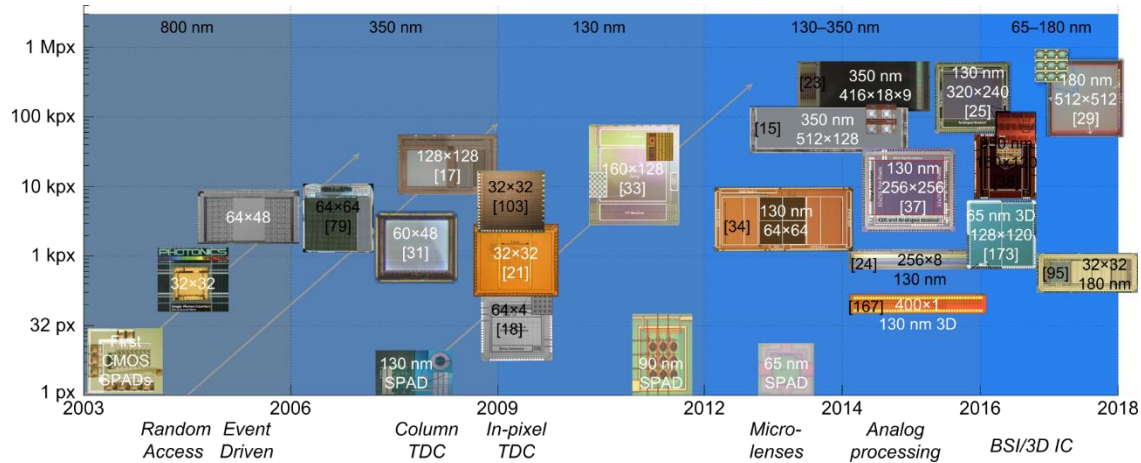 800 nm
350 nm
130 nm
130–350 nm
65–180 nm
1 Mpx
100 kpx
10 kpx
1 kpx
32 px
1 px
First
CMOS
SPADs
PHOTONICS
32×32
64×48
64×64
[79]
128×128
[17]
60×48
[31]
130 nm
SPAD
32×32
[103]
32×32
[21]
64×4
[18]
160×128
[33]
90 nm
SPAD
[23]
350 nm
416×18×9
[15]
350 nm
512×128
[34]
130 nm
64×64
65 nm
SPAD
130 nm
256×256
[37]
[24]
256×8
130 nm
[167]
400×1
130 nm 3D
130 nm
320×240
[25]
65 nm 3D
128×120
[173]
180 nm
512×512
[29]
[95]
32×32
180 nm
2003
2006
2009
2012
2014
2016
2018
Random
Access
Event
Driven
Column
TDC
In-pixel
TDC
Micro-
lenses
Analog
processing
BSI/3D IC